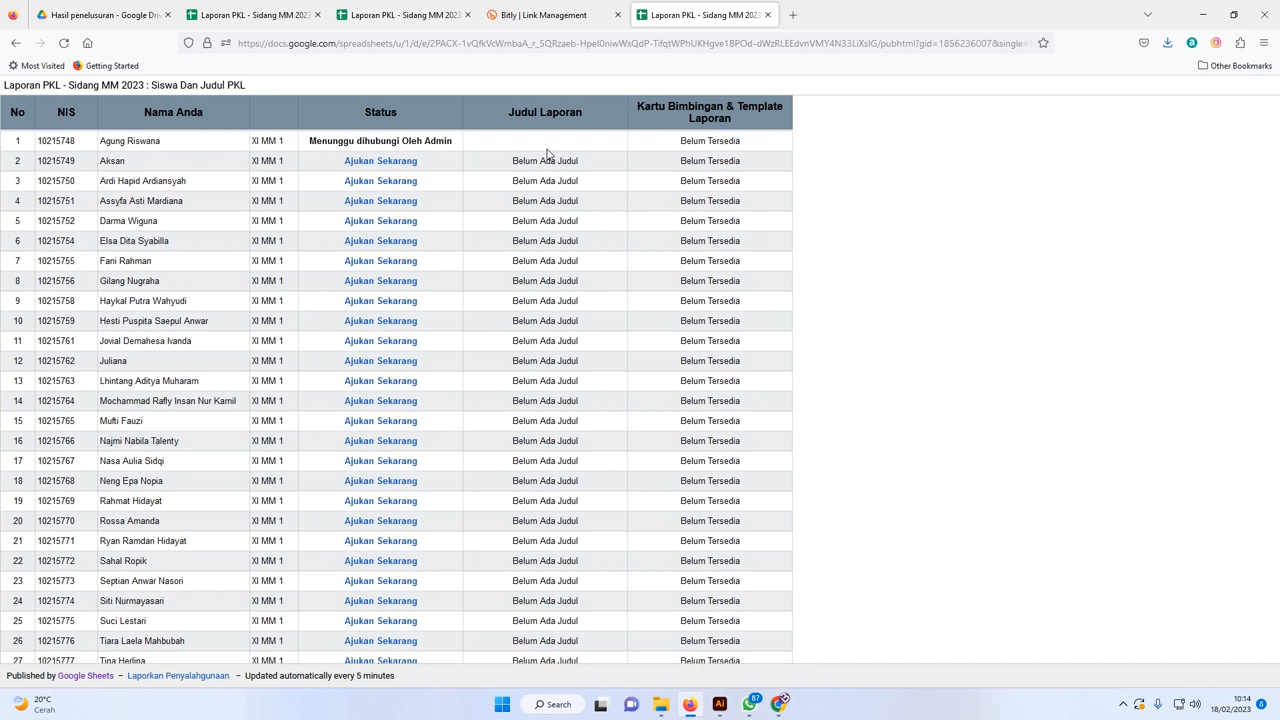 Hasil penelusuran - Google Driv
Laporan PKL - Sidang MM 2023 :
Laporan PKL - Sidang MM 2023 :
Bitly | Link Management
Laporan PKL - Sidang MM 2023 :
Most Visited
Getting Started
Other Bookmarks
Laporan PKL - Sidang MM 2023 : Siswa Dan Judul PKL
No NIS Nama Anda Status Judul Laporan Kartu Bimbingan & Template Laporan
1 10215748 Agung Riswana XI MM 1 Menunggu dihubungi Oleh Admin Belum Tersedia
2 10215749 Aksan XI MM 1 Ajukan Sekarang Belum Ada Judul Belum Tersedia
3 10215750 Ardi Hapid Ardiansyah XI MM 1 Ajukan Sekarang Belum Ada Judul Belum Tersedia
4 10215751 Assyfa Asti Mardiana XI MM 1 Ajukan Sekarang Belum Ada Judul Belum Tersedia
5 10215752 Darma Wiguna XI MM 1 Ajukan Sekarang Belum Ada Judul Belum Tersedia
6 10215754 Elsa Dita Syabilla XI MM 1 Ajukan Sekarang Belum Ada Judul Belum Tersedia
7 10215755 Fani Rahman XI MM 1 Ajukan Sekarang Belum Ada Judul Belum Tersedia
8 10215756 Gilang Nugraha XI MM 1 Ajukan Sekarang Belum Ada Judul Belum Tersedia
9 10215758 Haykal Putra Wahyudi XI MM 1 Ajukan Sekarang Belum Ada Judul Belum Tersedia
10 10215759 Hesti Puspita Saepul Anwar XI MM 1 Ajukan Sekarang Belum Ada Judul Belum Tersedia
11 10215761 Jovial Demahesa Ivanda XI MM 1 Ajukan Sekarang Belum Ada Judul Belum Tersedia
12 10215762 Juliana XI MM 1 Ajukan Sekarang Belum Ada Judul Belum Tersedia
13 10215763 Lhintang Aditya Muharam XI MM 1 Ajukan Sekarang Belum Ada Judul Belum Tersedia
14 10215764 Mochammad Rafly Insan Nur Kamil XI MM 1 Ajukan Sekarang Belum Ada Judul Belum Tersedia
15 10215765 Mufti Fauzi XI MM 1 Ajukan Sekarang Belum Ada Judul Belum Tersedia
16 10215766 Najmi Nabila Talenty XI MM 1 Ajukan Sekarang Belum Ada Judul Belum Tersedia
17 10215767 Nasa Aulia Sidqi XI MM 1 Ajukan Sekarang Belum Ada Judul Belum Tersedia
18 10215768 Neng Epa Nopia XI MM 1 Ajukan Sekarang Belum Ada Judul Belum Tersedia
19 10215769 Rahmat Hidayat XI MM 1 Ajukan Sekarang Belum Ada Judul Belum Tersedia
20 10215770 Rossa Amanda XI MM 1 Ajukan Sekarang Belum Ada Judul Belum Tersedia
21 10215771 Ryan Ramdan Hidayat XI MM 1 Ajukan Sekarang Belum Ada Judul Belum Tersedia
22 10215772 Sahal Ropik XI MM 1 Ajukan Sekarang Belum Ada Judul Belum Tersedia
23 10215773 Septian Anwar Nasori XI MM 1 Ajukan Sekarang Belum Ada Judul Belum Tersedia
24 10215774 Siti Nurmayasari XI MM 1 Ajukan Sekarang Belum Ada Judul Belum Tersedia
25 10215775 Suci Lestari XI MM 1 Ajukan Sekarang Belum Ada Judul Belum Tersedia
26 10215776 Tiara Laela Mahbubah XI MM 1 Ajukan Sekarang Belum Ada Judul Belum Tersedia
27 10215777 Tina Herlina XI MM 1 Ajukan Sekarang Belum Ada Judul Belum Tersedia
Published by Google Sheets – Laporkan Penyalahgunaan – Updated automatically every 5 minutes
20°C
Cerah
Search
87
10:14
18/02/2023
8